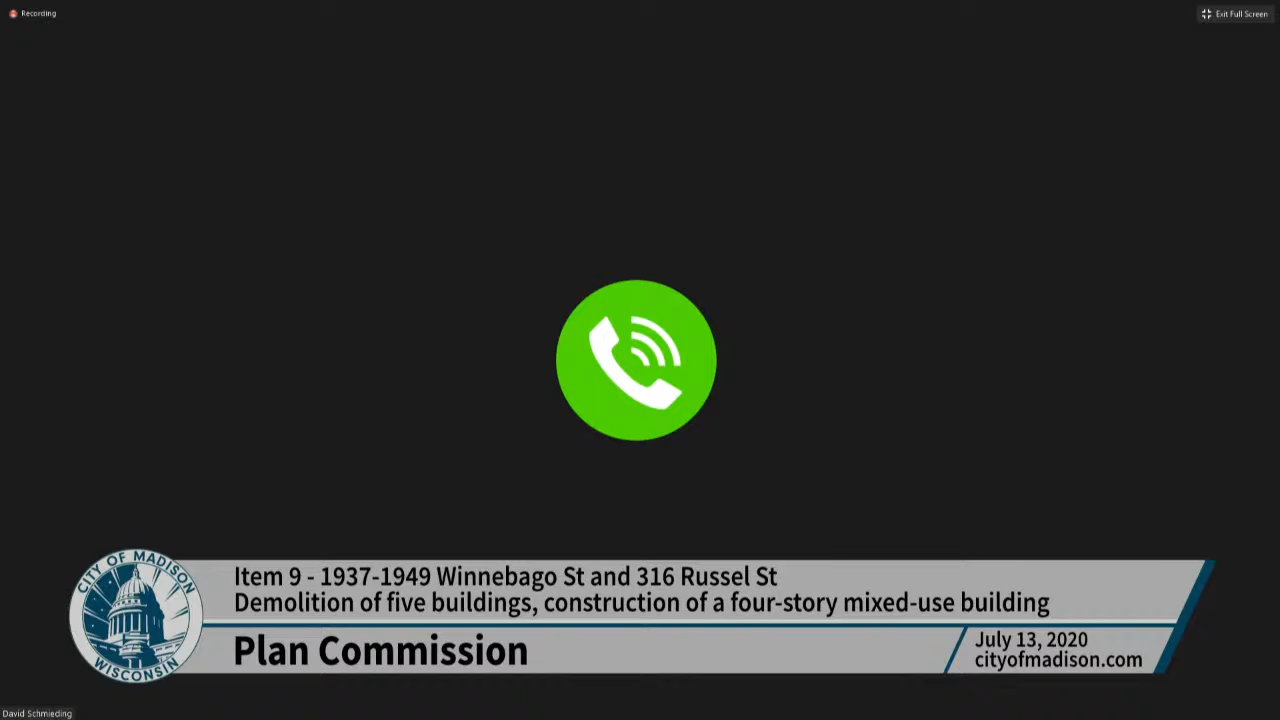 Recording
Exit Full Screen
Item 9 - 1937-1949 Winnebago St and 316 Russel St
Demolition of five buildings, construction of a four-story mixed-use building
Plan Commission
July 13, 2020
cityofmadison.com
CITY OF MADISON
WISCONSIN
David Schmieding